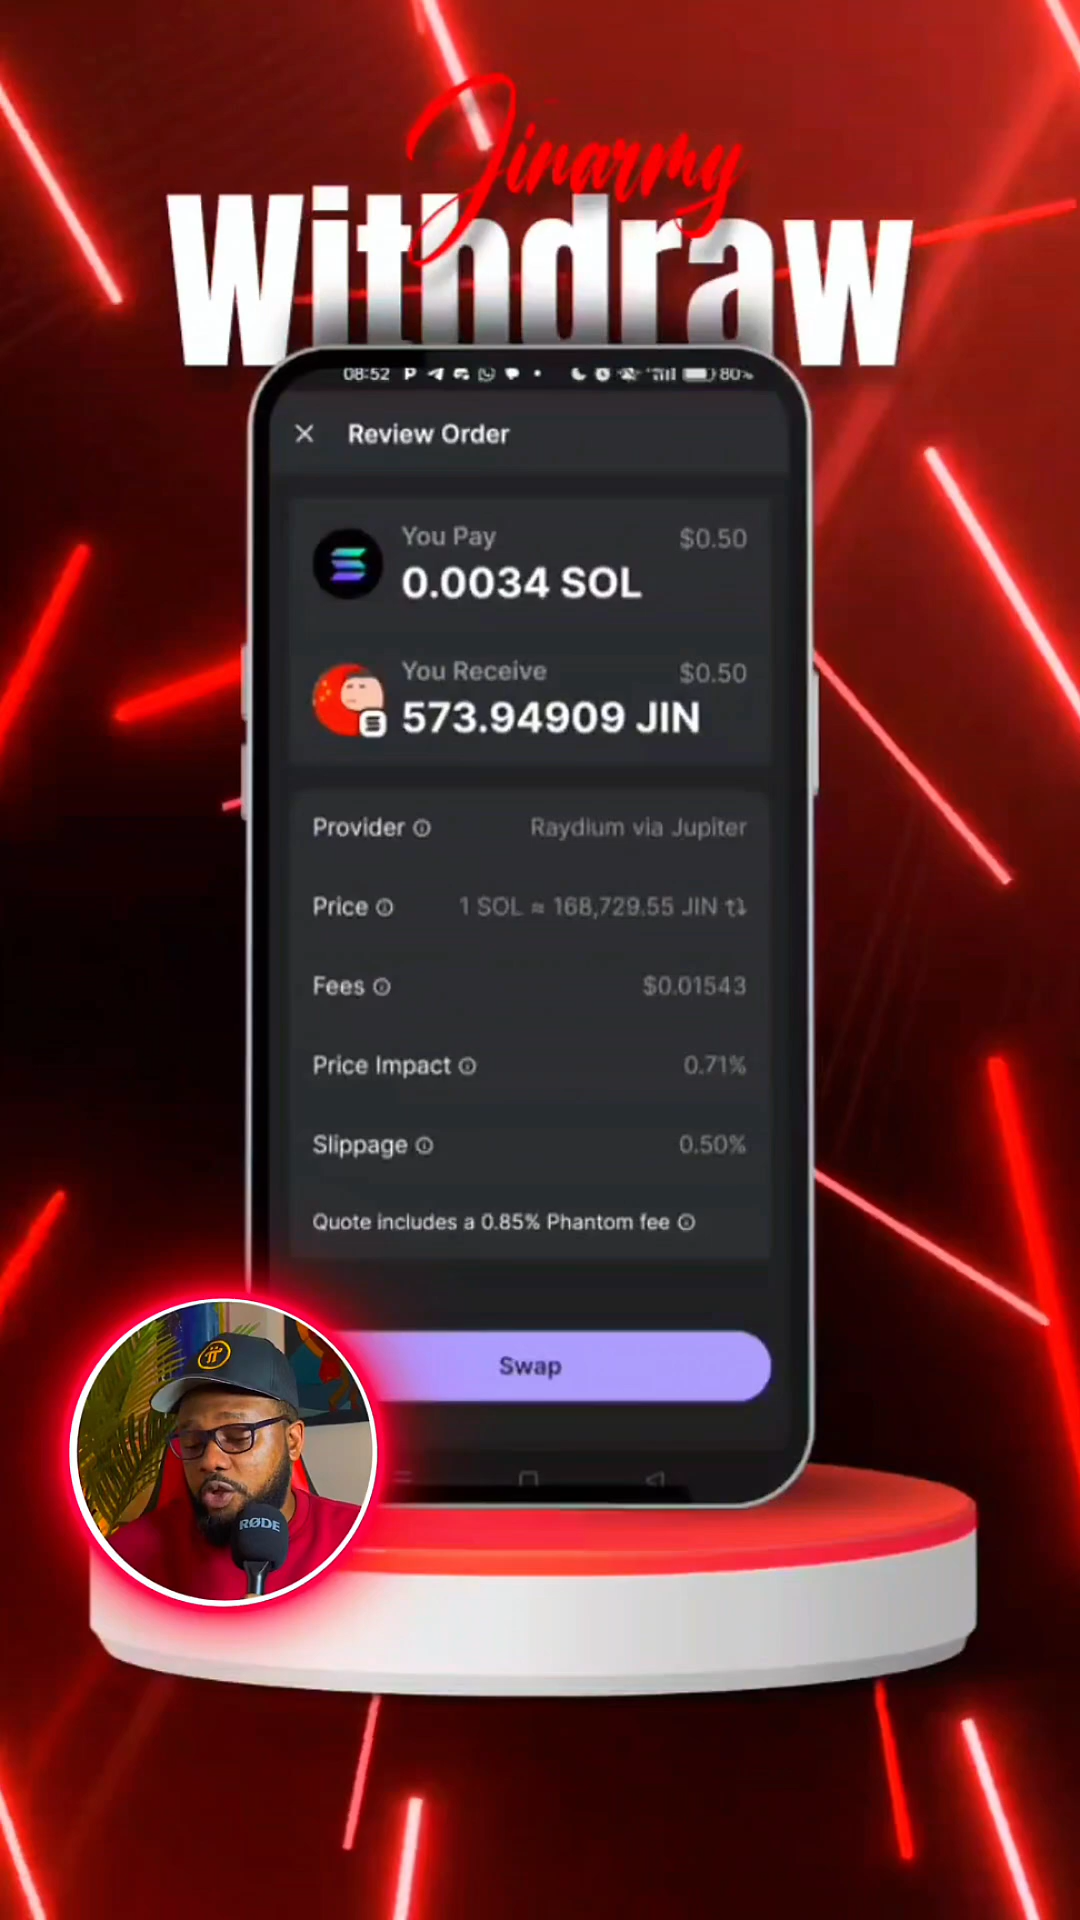 Jinarmy
Withdraw
08:52 P 80%
Review Order
You Pay $0.50
0.0034 SOL
You Receive $0.50
573.94909 JIN
Provider Raydium via Jupiter
Price 1 SOL ≈ 168,729.55 JIN
Fees $0.01543
Price Impact 0.71%
Slippage 0.50%
Quote includes a 0.85% Phantom fee
Swap
RØDE